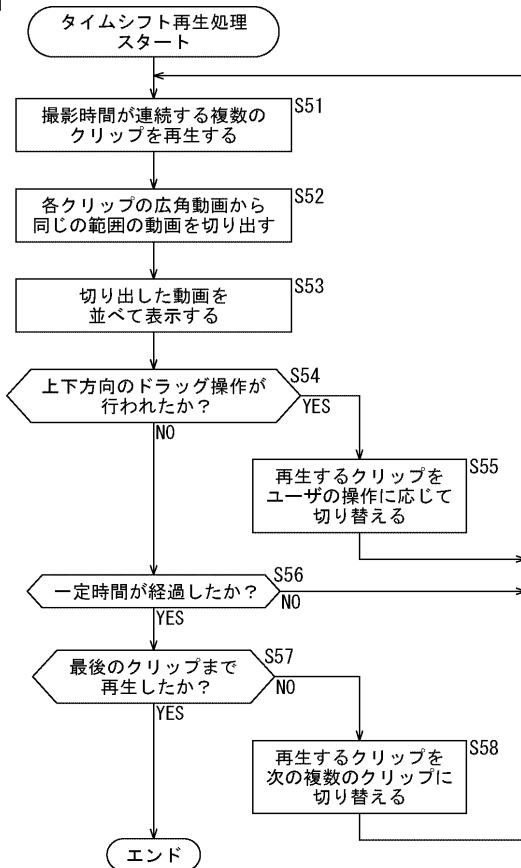 タイムシフト再生処理
スタート
S51
撮影時間が連続する複数の
クリップを再生する
S52
各クリップの広角動画から
同じの範囲の動画を切り出す
S53
切り出した動画を
並べて表示する
S54
上下方向のドラッグ操作が
行われたか？
YES
NO
S55
再生するクリップを
ユーザの操作に応じて
切り替える
S56
一定時間が経過したか？
NO
YES
S57
最後のクリップまで
再生したか？
NO
YES
S58
再生するクリップを
次の複数のクリップに
切り替える
エンド